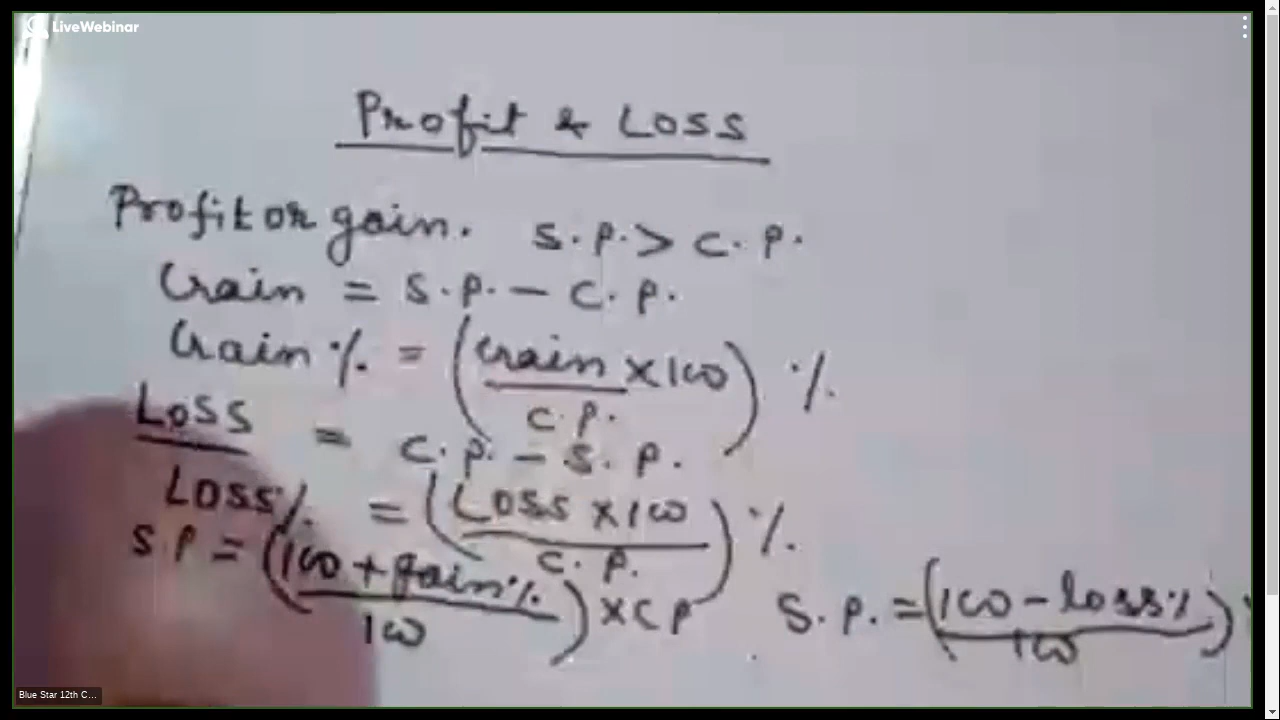 LiveWebinar
Profit & Loss
Profit or gain. S.P. > C.P.
Gain = S.P. - C.P.
Gain % = (Gain × 100 / C.P.) %
Loss = C.P. - S.P.
Loss % = (Loss × 100 / C.P.) %
S.P = (100 + gain% / 100) × CP S.P. = (100 - loss% / 100)
Blue Star 12th C...